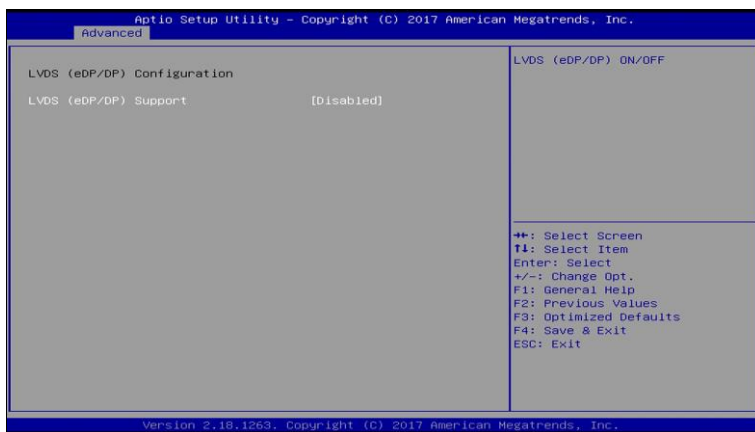 Aptio Setup Utility – Copyright (C) 2017 American Megatrends, Inc.
Advanced
LVDS (eDP/DP) Configuration
LVDS (eDP/DP) Support [Disabled]
LVDS (eDP/DP) ON/OFF
→←: Select Screen
↑↓: Select Item
Enter: Select
+/-: Change Opt.
F1: General Help
F2: Previous Values
F3: Optimized Defaults
F4: Save & Exit
ESC: Exit
Version 2.18.1263. Copyright (C) 2017 American Megatrends, Inc.